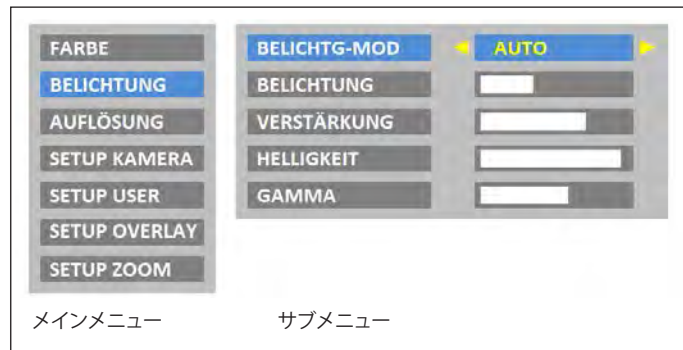 FARBE
BELICHTUNG
AUFLÖSUNG
SETUP KAMERA
SETUP USER
SETUP OVERLAY
SETUP ZOOM
BELICHTG-MOD AUTO
BELICHTUNG
VERSTÄRKUNG
HELLIGKEIT
GAMMA
メインメニュー
サブメニュー